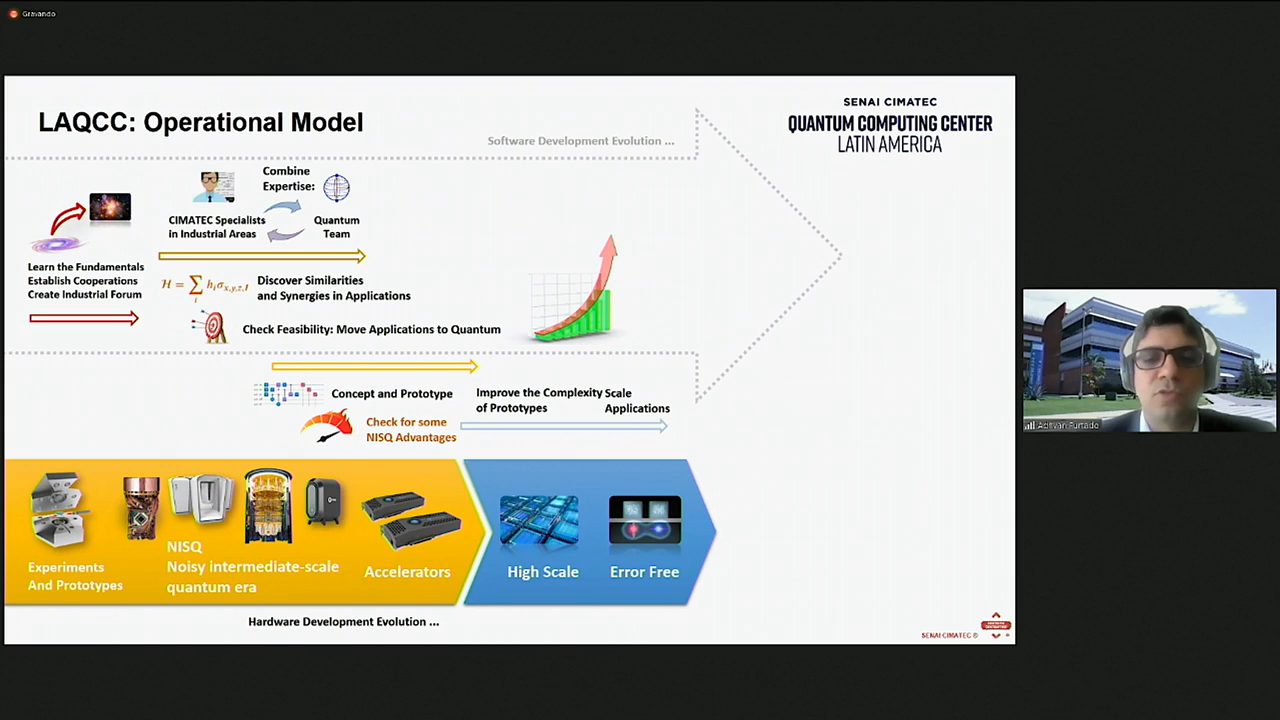 Gravando
LAQCC: Operational Model
SENAI CIMATEC
QUANTUM COMPUTING CENTER
LATIN AMERICA
Software Development Evolution ...
Combine
Expertise:
CIMATEC Specialists
in Industrial Areas
Quantum
Team
Learn the Fundamentals
Establish Cooperations
Create Industrial Forum
H = ∑ i hᵢσx,y,z,I
Discover Similarities
and Synergies in Applications
Check Feasibility: Move Applications to Quantum
Concept and Prototype
Check for some
NISQ Advantages
Improve the Complexity
of Prototypes
Scale
Applications
Experiments
And Prototypes
NISQ
Noisy intermediate-scale
quantum era
Accelerators
High Scale
Error Free
Hardware Development Evolution ...
SENAI CIMATEC ©
Furtado